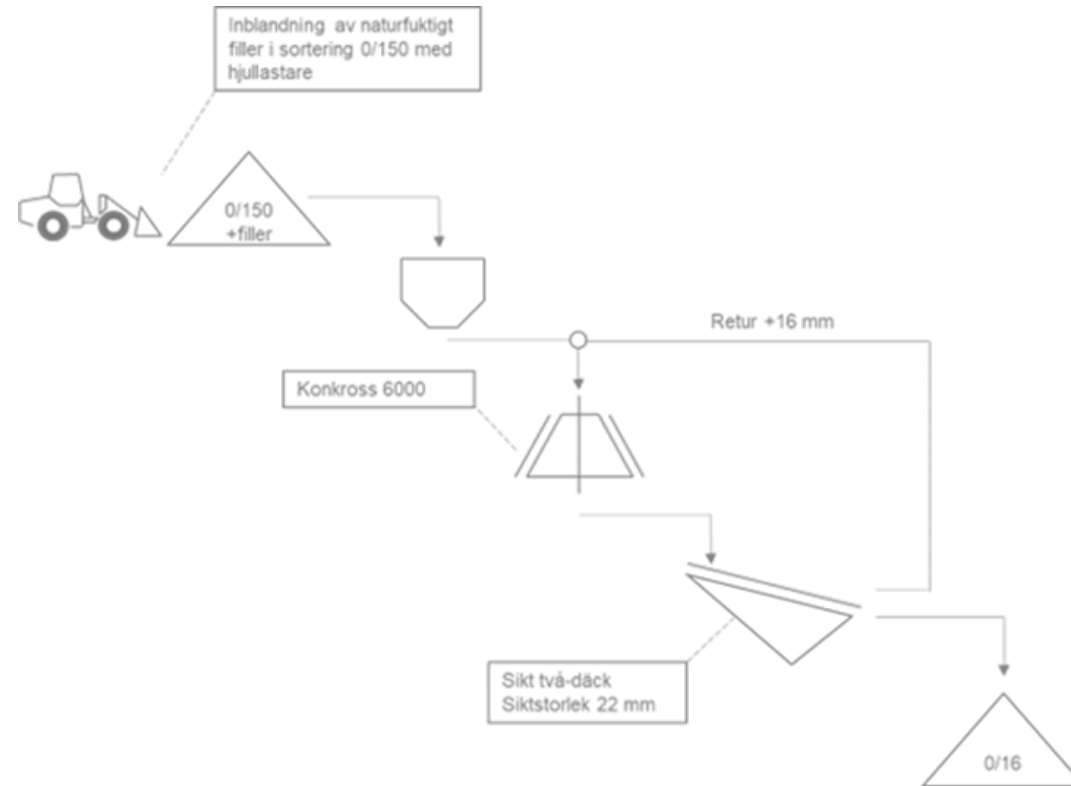 Inblandning av naturfuktigt
filler i sortering 0/150 med
hjullastare
0/150
+filler
Retur +16 mm
Konkross 6000
Sikt två-däck
Siktstorlek 22 mm
0/16